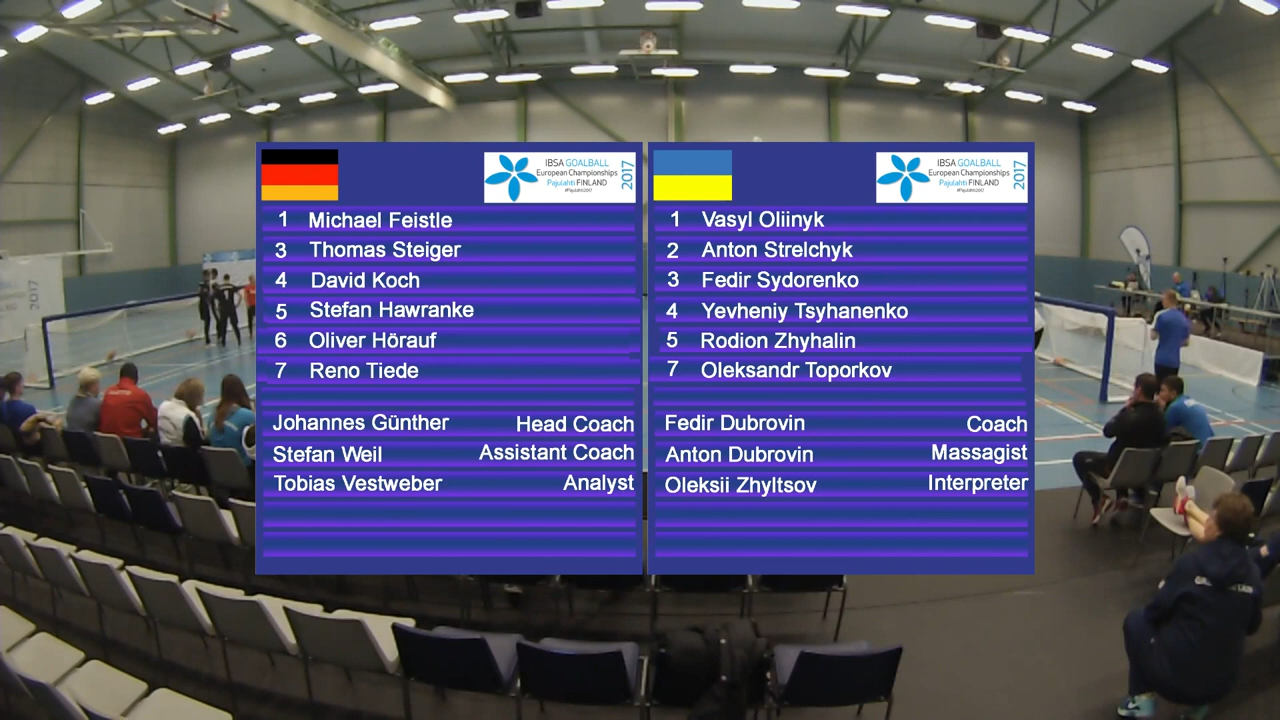 IBSA GOALBALL
European Championships
Pajulahti FINLAND
#Pajulahti2017
2017
1 Michael Feistle
3 Thomas Steiger
4 David Koch
5 Stefan Hawranke
6 Oliver Hörauf
7 Reno Tiede
Johannes Günther Head Coach
Stefan Weil Assistant Coach
Tobias Vestweber Analyst
IBSA GOALBALL
European Championships
Pajulahti FINLAND
#Pajulahti2017
2017
1 Vasyl Oliinyk
2 Anton Strelchyk
3 Fedir Sydorenko
4 Yevheniy Tsyhanenko
5 Rodion Zhyhalin
7 Oleksandr Toporkov
Fedir Dubrovin Coach
Anton Dubrovin Massagist
Oleksii Zhyltsov Interpreter
2017